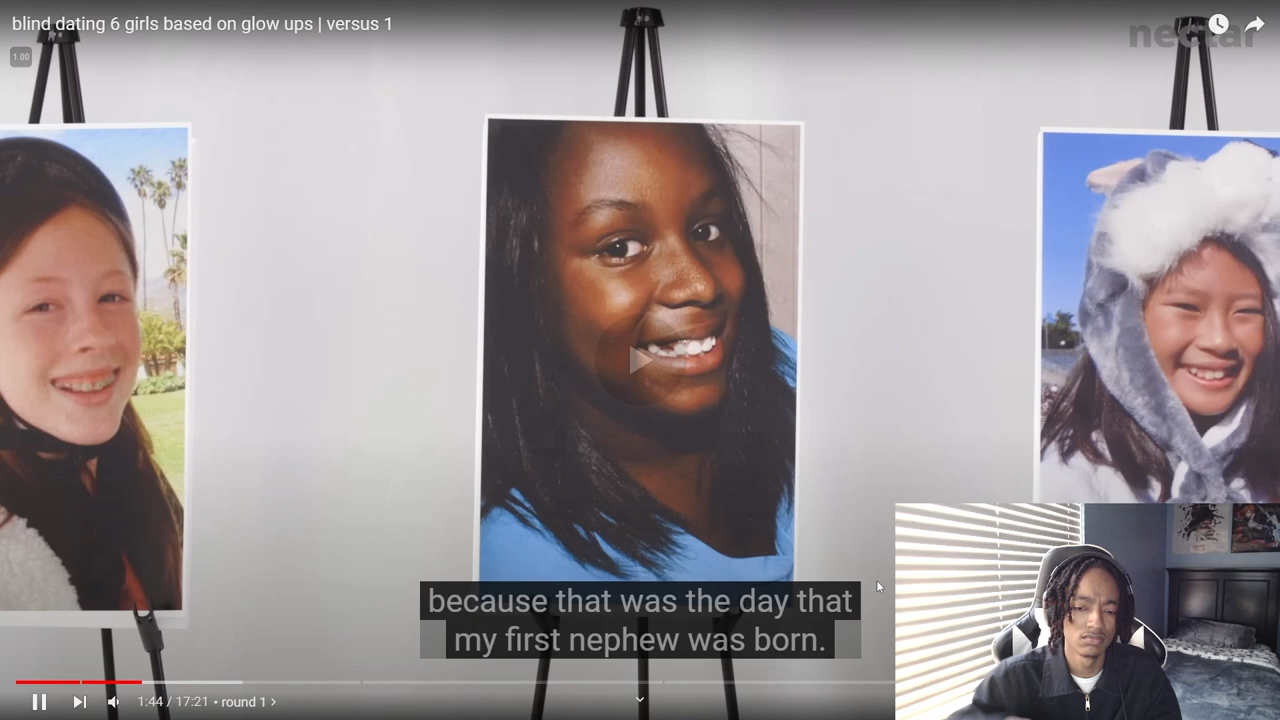 blind dating 6 girls based on glow ups | versus 1
nectar
1.00
because that was the day that
my first nephew was born.
1:44 / 17:21 • round 1 >